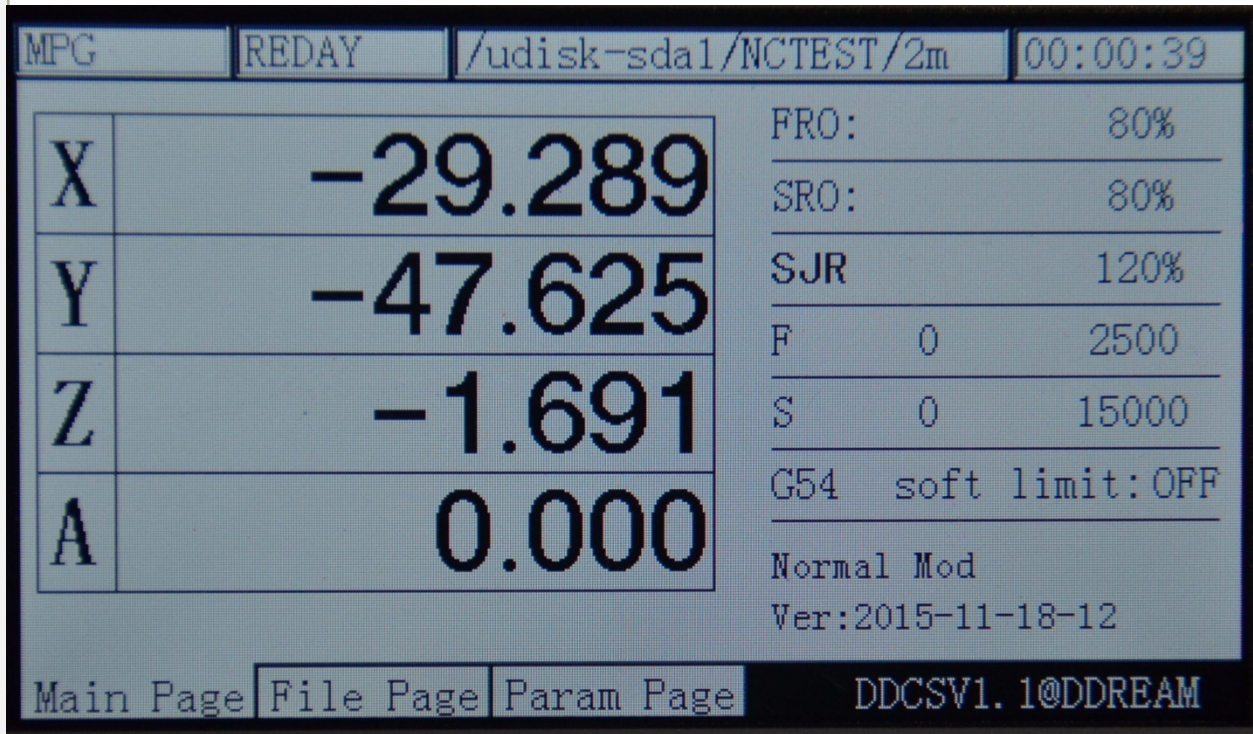 MPG REDAY /udisk-sda1/NCTEST/2m 00:00:39
X -29.289
Y -47.625
Z -1.691
A 0.000
FRO: 80%
SRO: 80%
SJR 120%
F 0 2500
S 0 15000
G54 soft limit:OFF
Normal Mod
Ver:2015-11-18-12
Main Page File Page Param Page DDCSV1.1@DDREAM